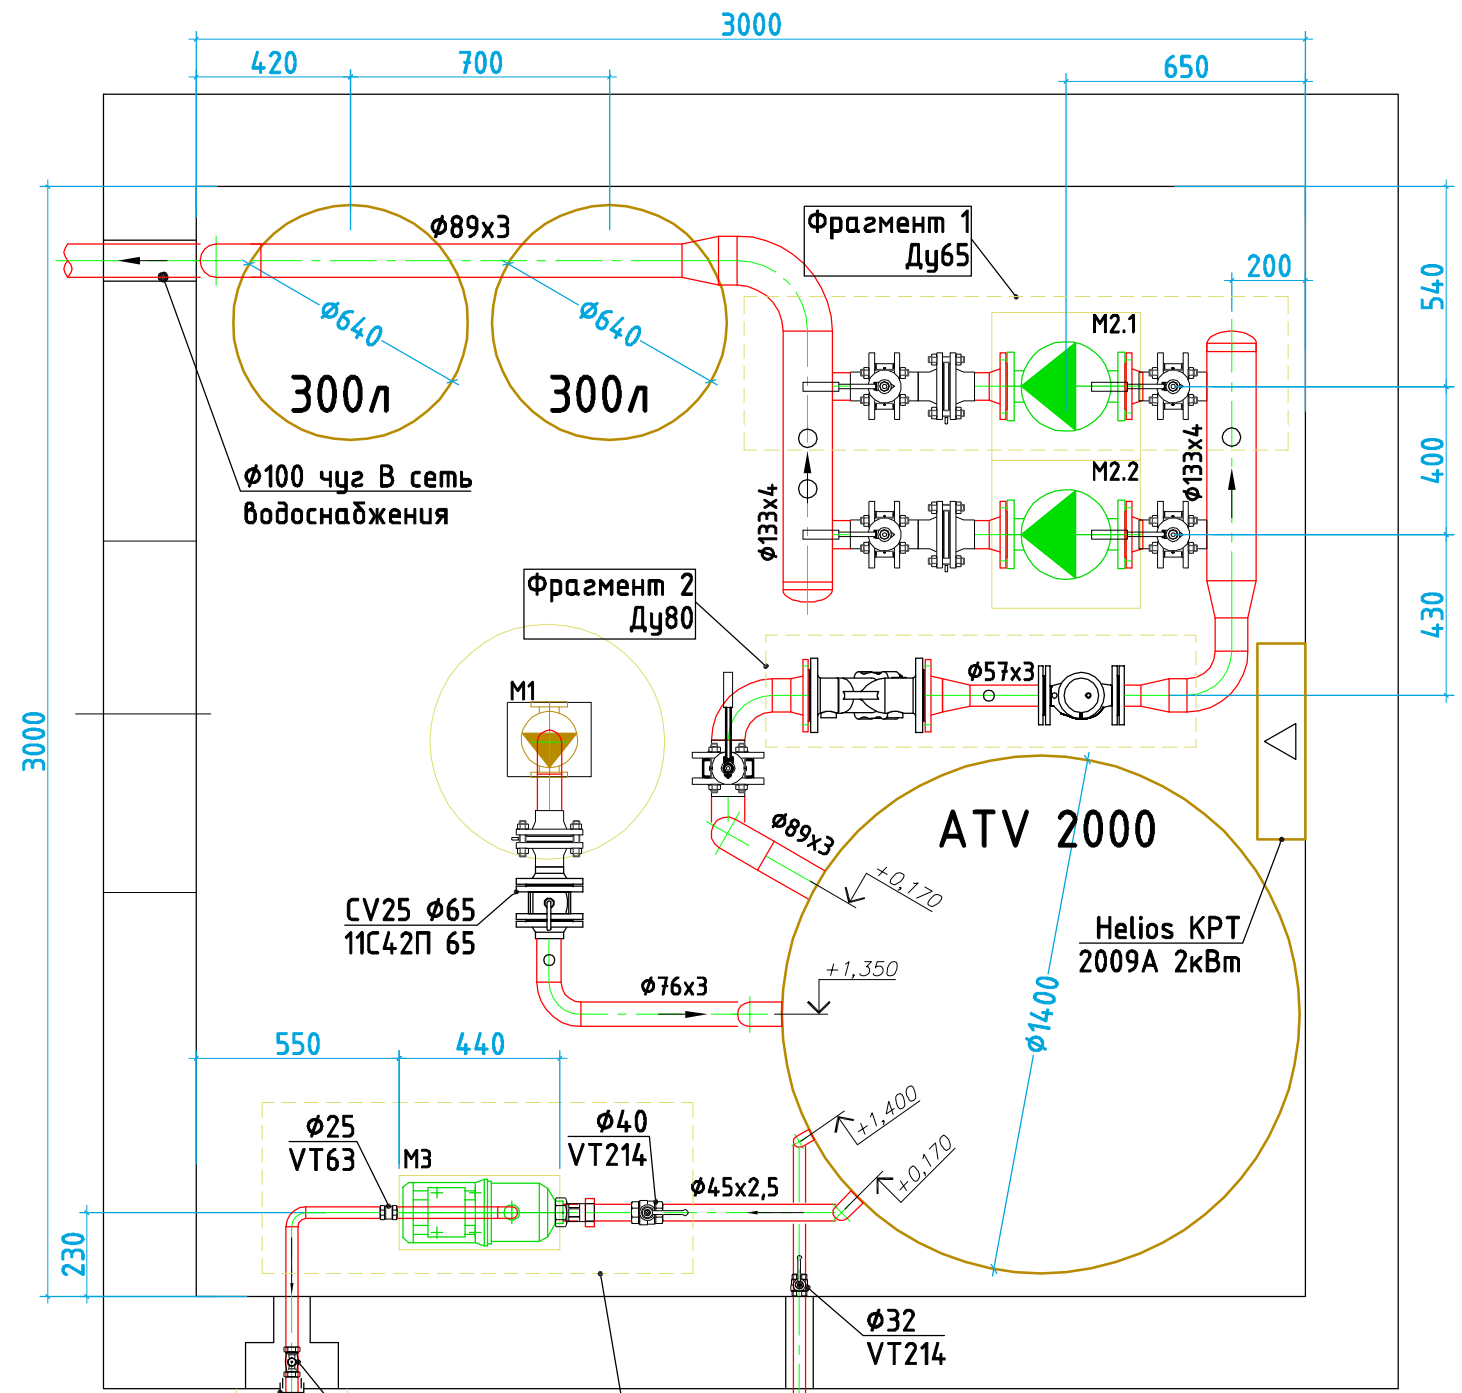 3000
420
700
650
Ф89х3
Фрагмент 1
Ду65
200
540
М2.1
Ф640
Ф640
300л
300л
400
М2.2
Ф133х4
Ф133х4
Ф100 чуг В сеть
водоснабжения
Фрагмент 2
Ду80
430
Ф57х3
М1
3000
ATV 2000
Ф89х3
+0,170
CV25 Ф65
11С42П 65
Helios KPT
2009А 2кВт
+1,350
Ф76х3
Ф1400
550
440
+1,400
Ф25
VT63
Ф40
VT214
М3
+0,170
Ф45х2,5
230
Ф32
VT214